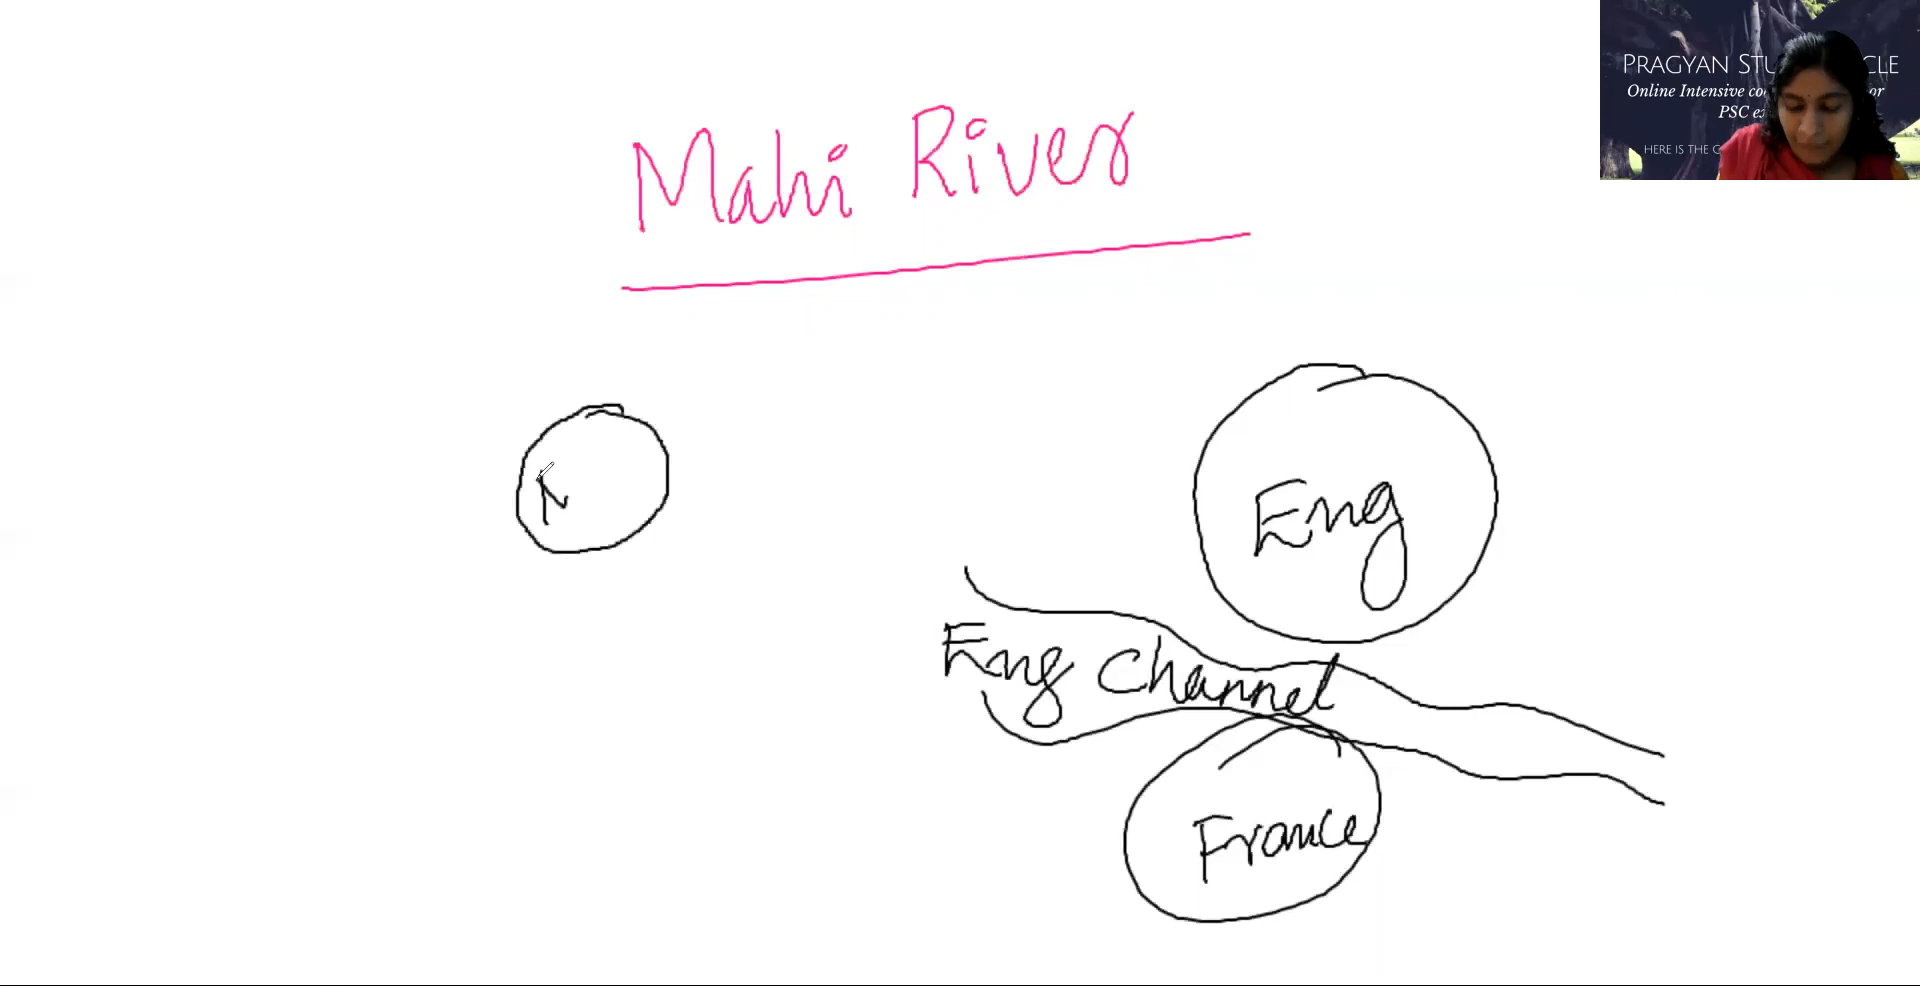 PRAGYAN STU CLE
Online Intensive co or
PSC e
HERE IS THE
Mahi River
Eng
Eng Channel
France